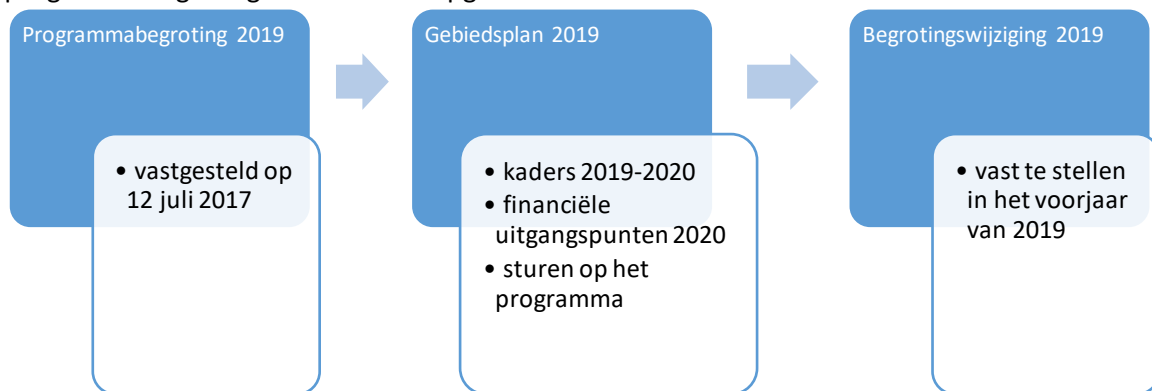 Programmabegroting 2019
• vastgesteld op
12 juli 2017
Gebiedsplan 2019
• kaders 2019-2020
• financiële
uitgangspunten 2020
• sturen op het
programma
Begrotingswijziging 2019
• vast te stellen
in het voorjaar
van 2019